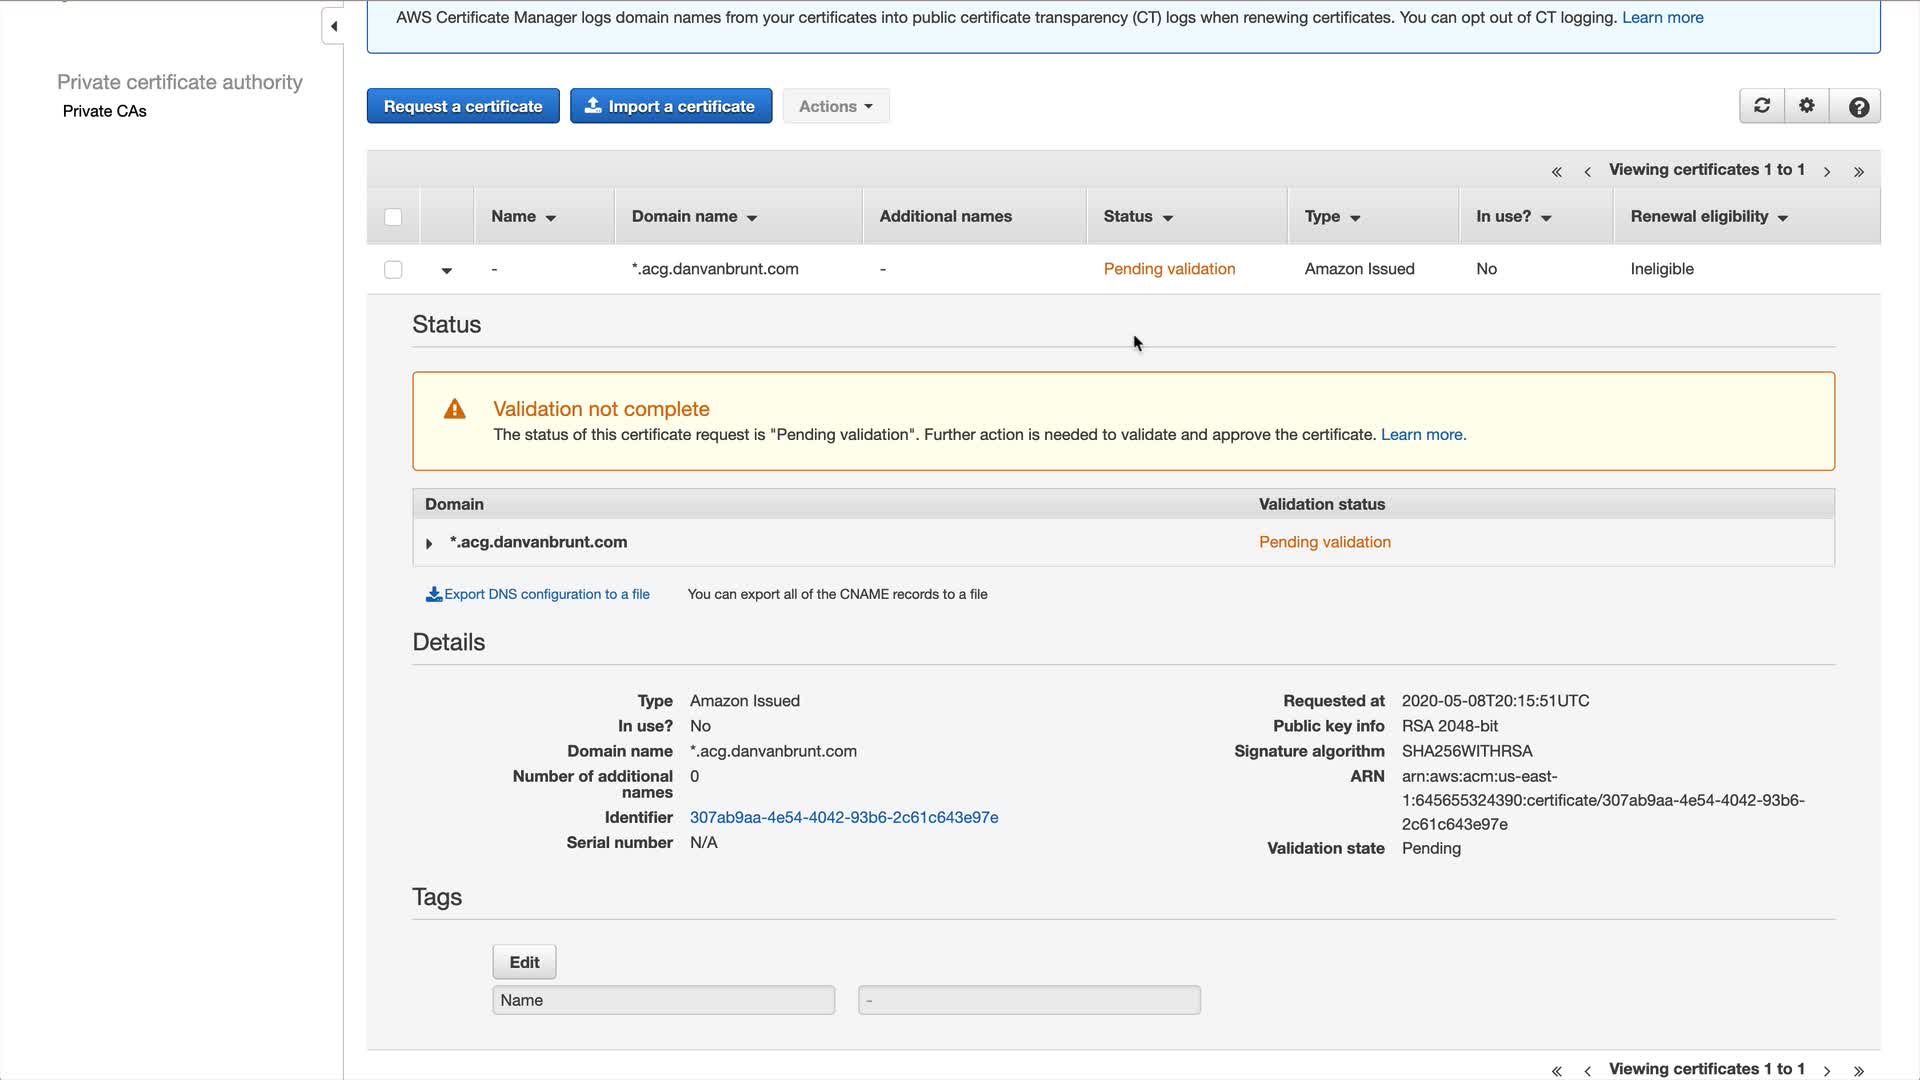 AWS Certificate Manager logs domain names from your certificates into public certificate transparency (CT) logs when renewing certificates. You can opt out of CT logging. Learn more
Private certificate authority
Private CAs
Request a certificate
Import a certificate
Actions
« ‹ Viewing certificates 1 to 1 › »
Name Domain name Additional names Status Type In use? Renewal eligibility
- *.acg.danvanbrunt.com - Pending validation Amazon Issued No Ineligible
Status
Validation not complete
The status of this certificate request is "Pending validation". Further action is needed to validate and approve the certificate. Learn more.
Domain Validation status
*.acg.danvanbrunt.com Pending validation
Export DNS configuration to a file You can export all of the CNAME records to a file
Details
Type Amazon Issued
In use? No
Domain name *.acg.danvanbrunt.com
Number of additional names 0
Identifier 307ab9aa-4e54-4042-93b6-2c61c643e97e
Serial number N/A
Requested at 2020-05-08T20:15:51UTC
Public key info RSA 2048-bit
Signature algorithm SHA256WITHRSA
ARN arn:aws:acm:us-east-
1:645655324390:certificate/307ab9aa-4e54-4042-93b6-
2c61c643e97e
Validation state Pending
Tags
Edit
Name -
« ‹ Viewing certificates 1 to 1 › »